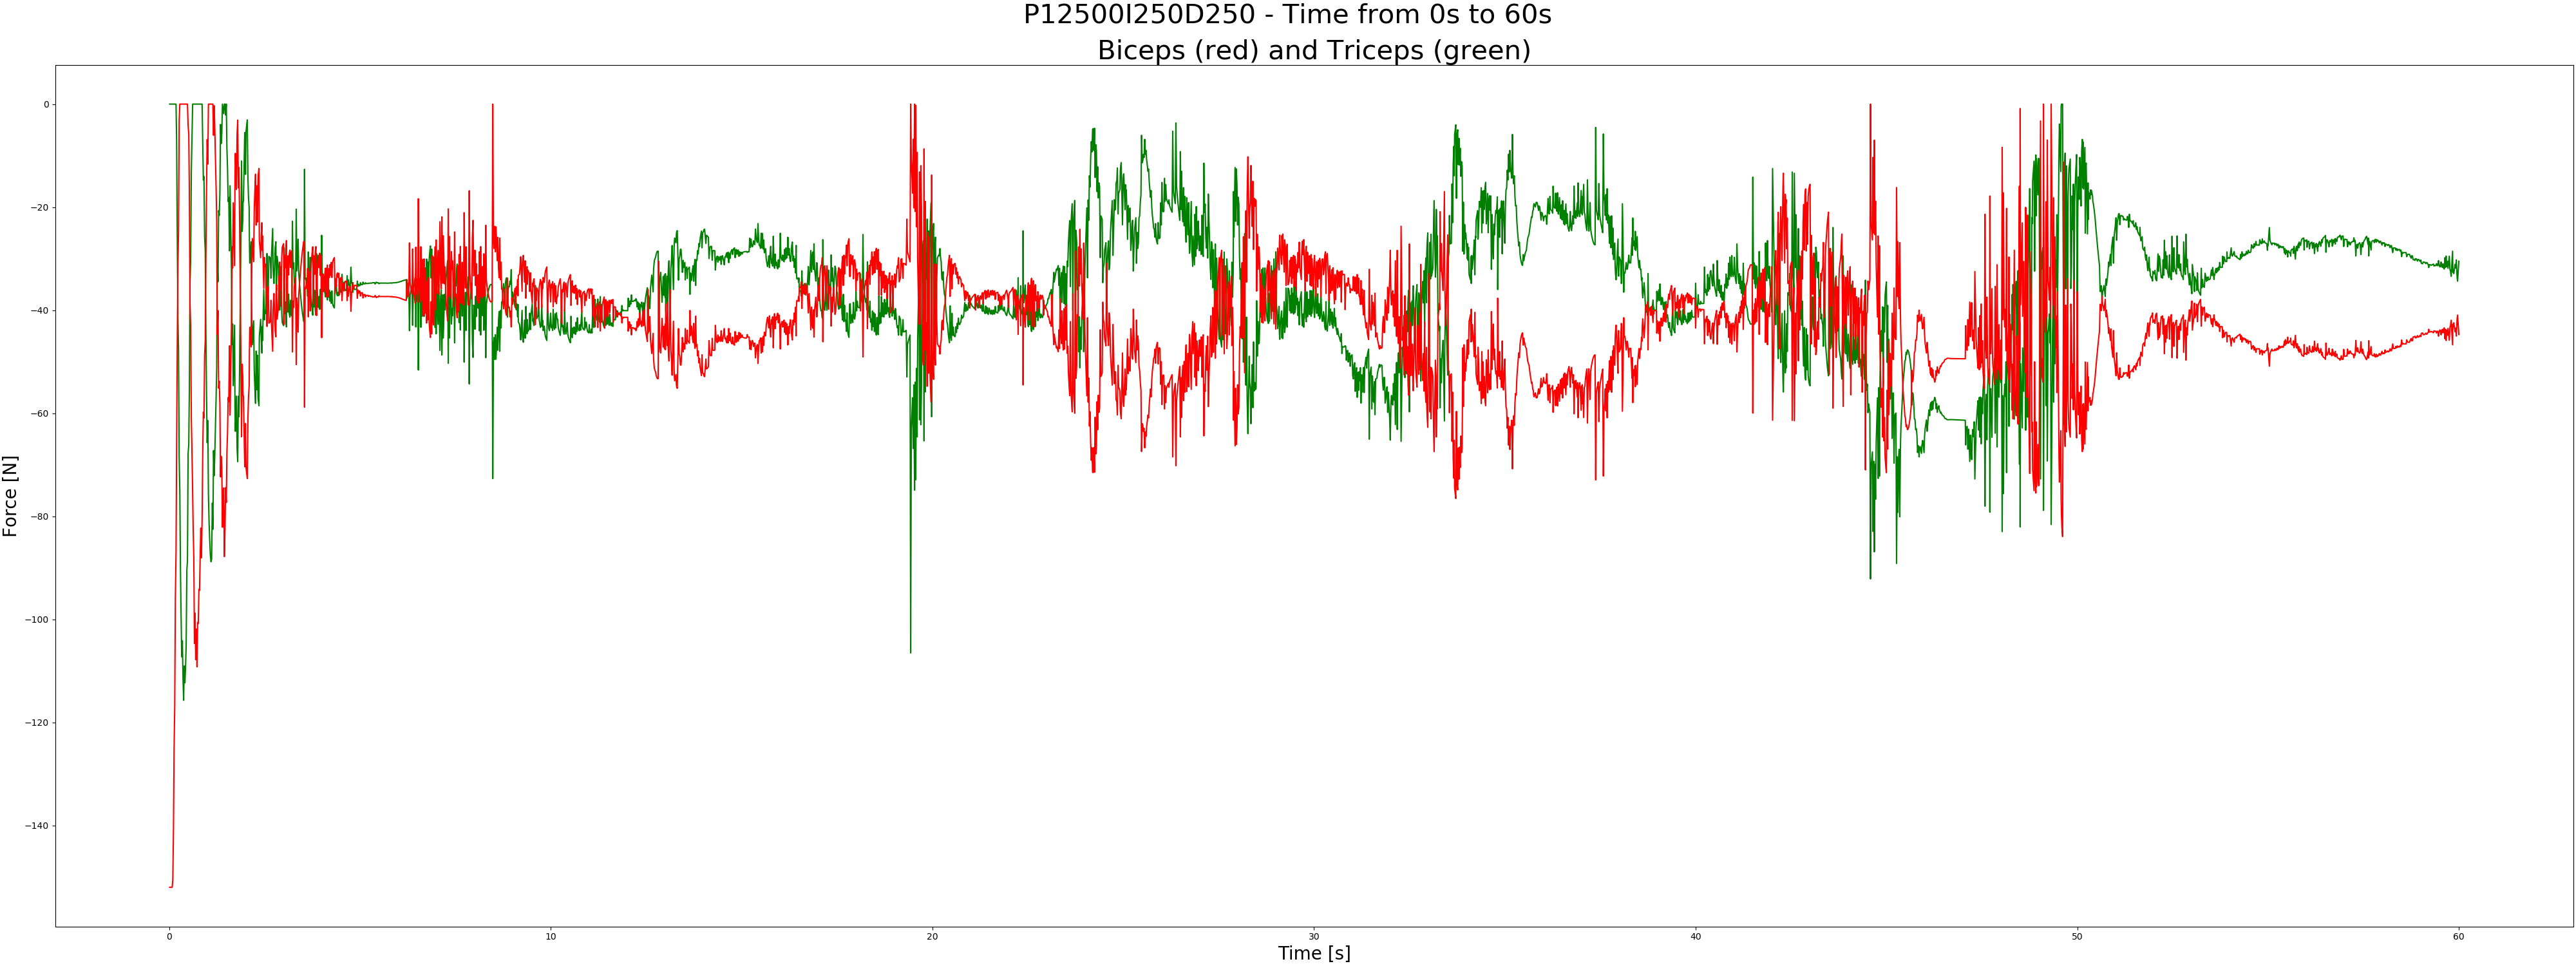 P12500I250D250 - Time from 0s to 60s
Biceps (red) and Triceps (green)
0
−20
−40
−60
−80
−100
−120
−140
Force [N]
0 10 20 30 40 50 60
Time [s]